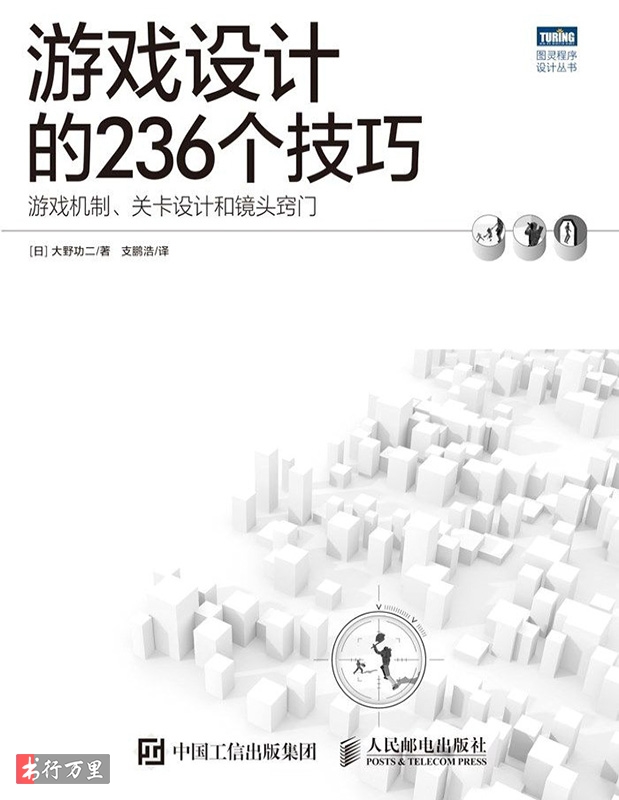 游戏设计
的236个技巧
游戏机制、关卡设计和镜头窍门
TURING
图灵程序
设计丛书
[日] 大野功二/著 支鹏浩/译
中国工信出版集团
人民邮电出版社
POSTS & TELECOM PRESS
书行万里